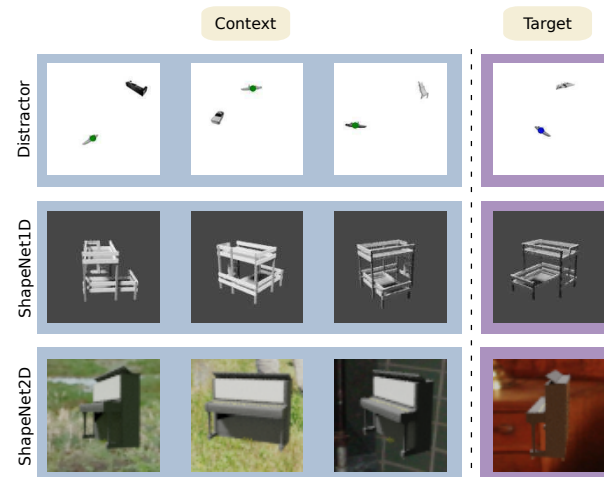 Context
Target
Distractor
ShapeNet1D
ShapeNet2D